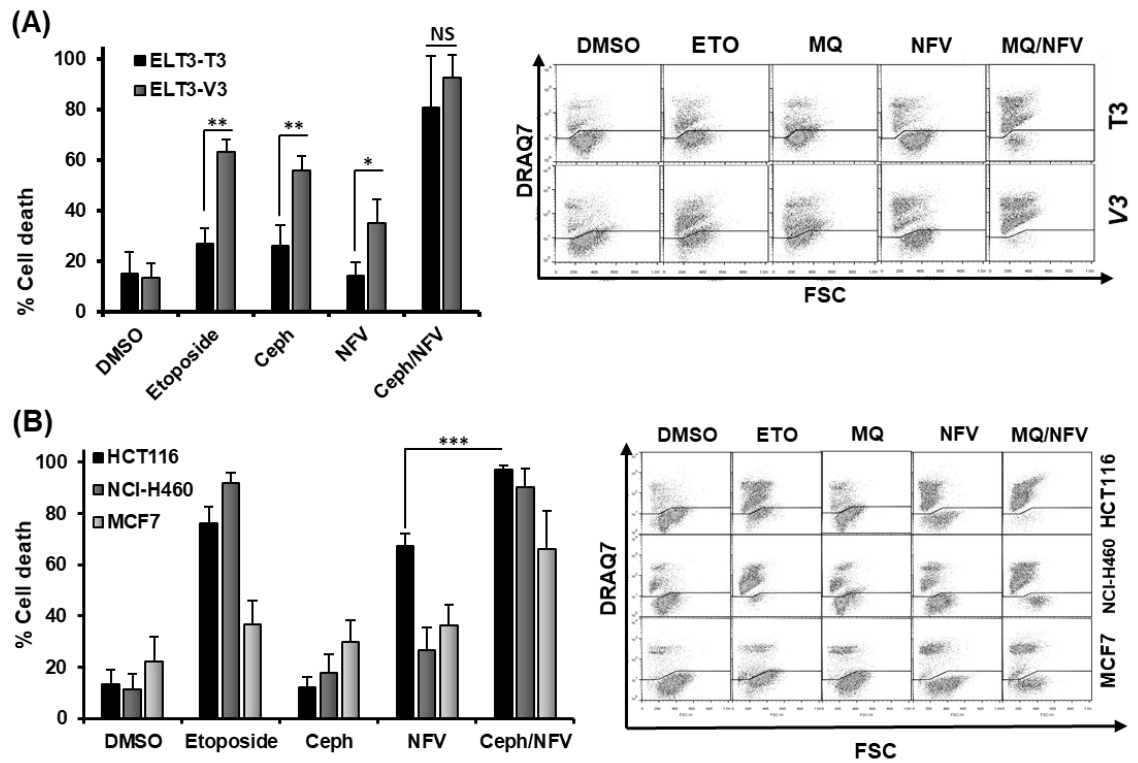 (A)
NS
ELT3-T3
ELT3-V3
100
80
60
40
20
0
% Cell death
**
**
*
DMSO
Etoposide
Ceph
NFV
Ceph/NFV
DMSO ETO MQ NFV MQ/NFV
T3
V3
DRAQ7
FSC
(B)
HCT116
NCI-H460
MCF7
***
100
80
60
40
20
0
% Cell death
DMSO Etoposide Ceph NFV Ceph/NFV
DMSO ETO MQ NFV MQ/NFV
HCT116
NCI-H460
MCF7
DRAQ7
FSC